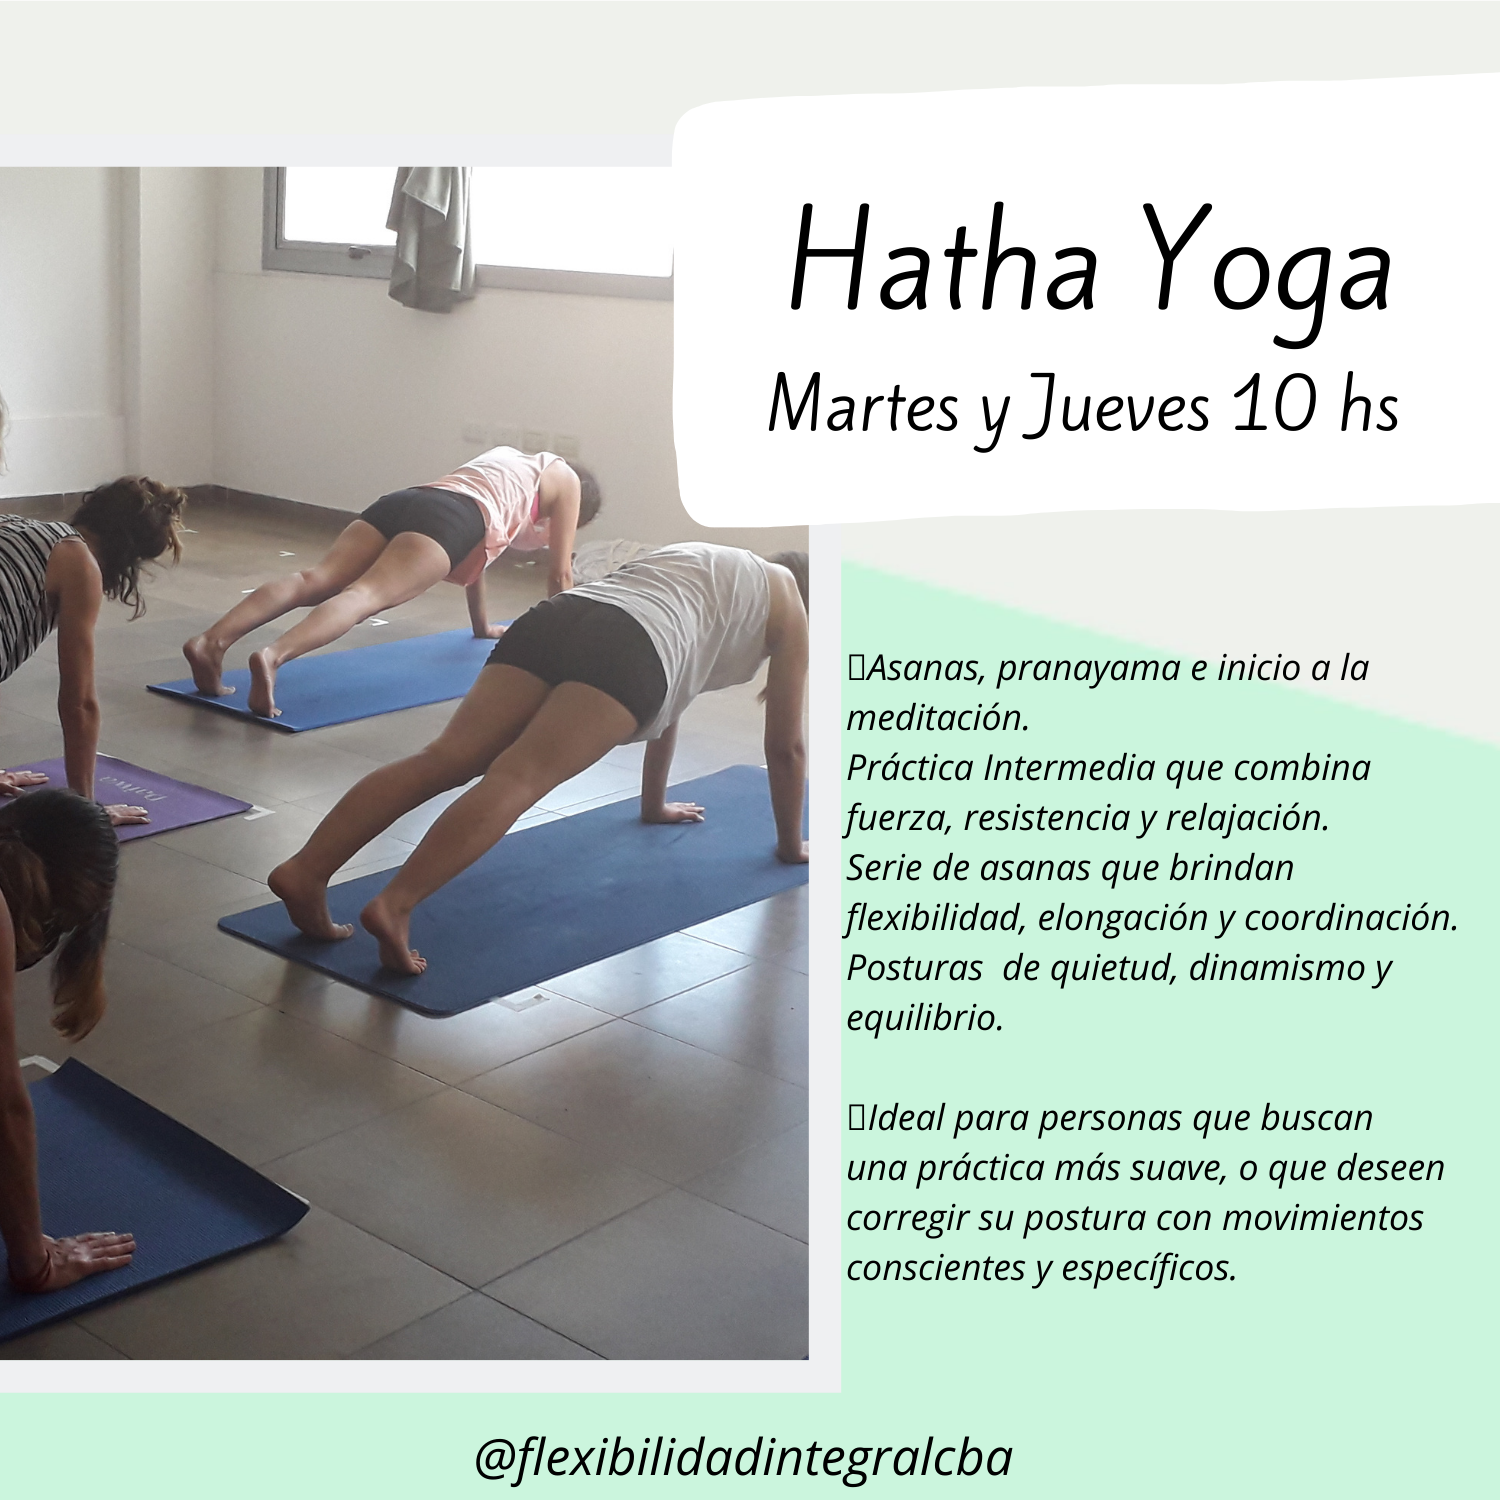 Hatha Yoga
Martes y Jueves 10 hs
Asanas, pranayama e inicio a la
meditación.
Práctica Intermedia que combina
fuerza, resistencia y relajación.
Serie de asanas que brindan
flexibilidad, elongación y coordinación.
Posturas  de quietud, dinamismo y
equilibrio.
Ideal para personas que buscan
una práctica más suave, o que deseen
corregir su postura con movimientos
conscientes y específicos.
@flexibilidadintegralcba